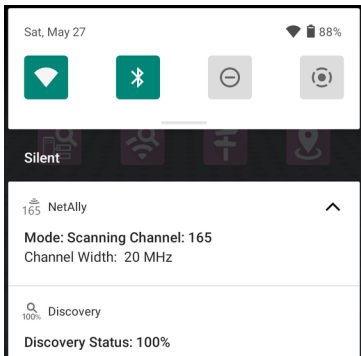 Sat, May 27
88%
Silent
165 NetAlly
Mode: Scanning Channel: 165
Channel Width: 20 MHz
100% Discovery
Discovery Status: 100%